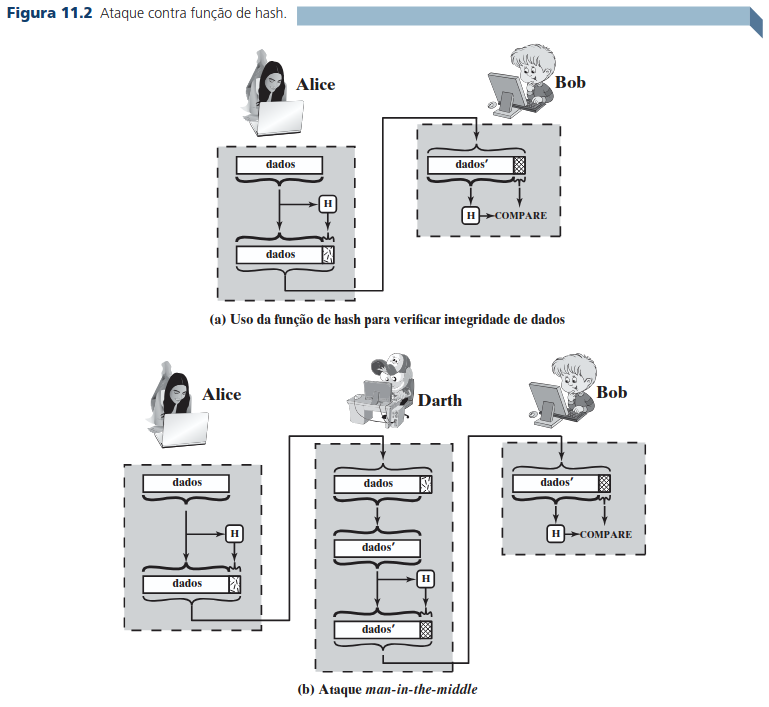 Figura 11.2 Ataque contra função de hash.
Alice
Bob
dados
H
dados
dados′
H
COMPARE
(a) Uso da função de hash para verificar integridade de dados
Alice
Darth
Bob
dados
H
dados
dados
dados′
H
dados′
dados′
H
COMPARE
(b) Ataque man-in-the-middle